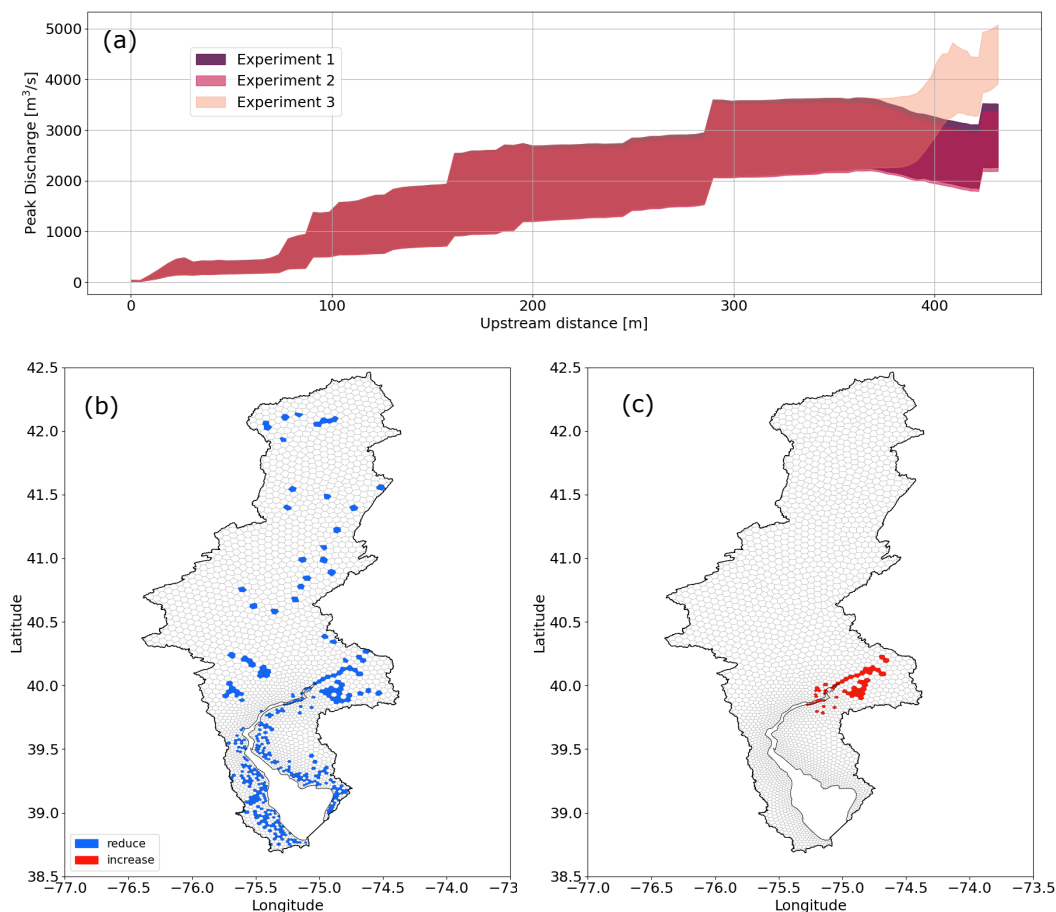 (a)
Experiment 1
Experiment 2
Experiment 3
Peak Discharge [m³/s]
5000
4000
3000
2000
1000
0
0 100 200 300 400
Upstream distance [m]
(b)
42.5
42.0
41.5
41.0
40.5
40.0
39.5
39.0
38.5
Latitude
reduce
increase
−77.0 −76.5 −76.0 −75.5 −75.0 −74.5 −74.0 −73
Longitude
(c)
42.5
42.0
41.5
41.0
40.5
40.0
39.5
39.0
38.5
Latitude
−77.0 −76.5 −76.0 −75.5 −75.0 −74.5 −74.0 −73.5
Longitude